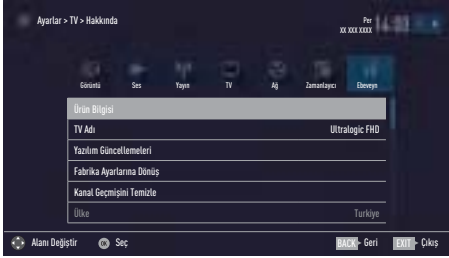 Ayarlar > TV > Hakkında
Per
XX XXX XXXX
Görüntü Ses Yayın TV Ağ Zamanlayıcı Ebeveyn
Ürün Bilgisi
TV Adı Ultralogic FHD
Yazılım Güncellemeleri
Fabrika Ayarlarına Dönüş
Kanal Geçmişini Temizle
Ülke Turkiye
Alanı Değiştir OK Seç BACK Geri EXIT Çıkış